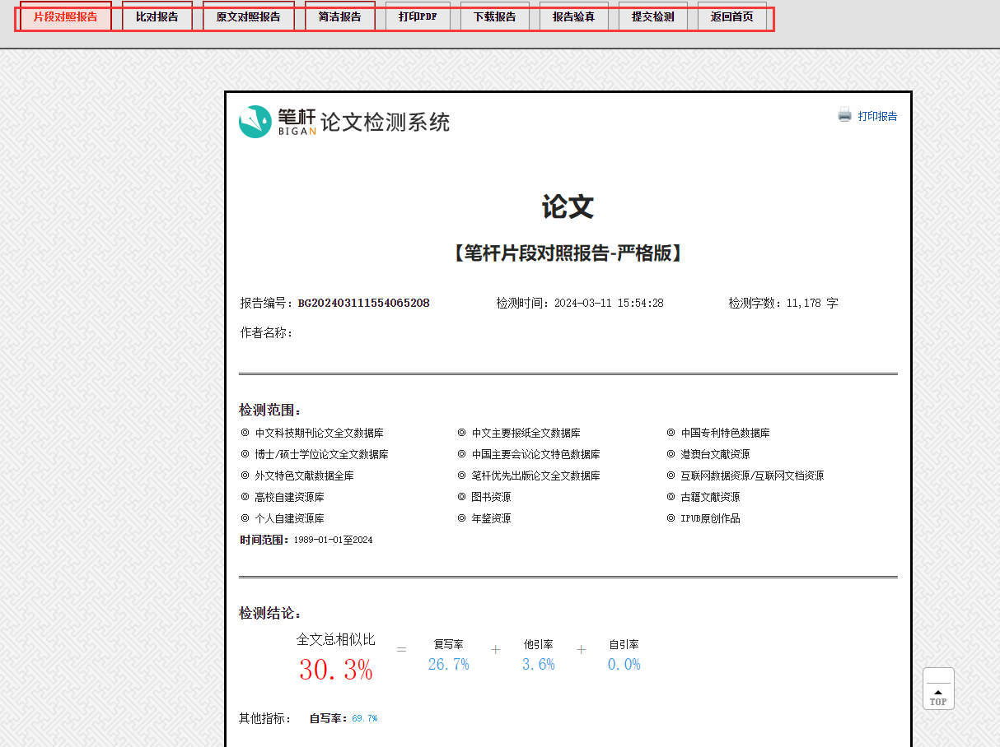 片段对照报告 比对报告 原文对照报告 简洁报告 打印PDF 下载报告 报告验真 提交检测 返回首页
笔杆 BIGAN 论文检测系统
打印报告
论文
【笔杆片段对照报告-严格版】
报告编号: BG202403111554065208 检测时间: 2024-03-11 15:54:28 检测字数: 11,178 字
作者名称:
检测范围:
◎ 中文科技期刊论文全文数据库 ◎ 中文主要报纸全文数据库 ◎ 中国专利特色数据库
◎ 博士/硕士学位论文全文数据库 ◎ 中国主要会议论文特色数据库 ◎ 港澳台文献资源
◎ 外文特色文献数据全库 ◎ 笔杆优先出版论文全文数据库 ◎ 互联网数据资源/互联网文档资源
◎ 高校自建资源库 ◎ 图书资源 ◎ 古籍文献资源
◎ 个人自建资源库 ◎ 年鉴资源 ◎ IPUB原创作品
时间范围: 1989-01-01至2024
检测结论:
全文总相似比 = 复写率 + 他引率 + 自引率
30.3% 26.7% 3.6% 0.0%
其他指标: 自写率: 69.7%
TOP